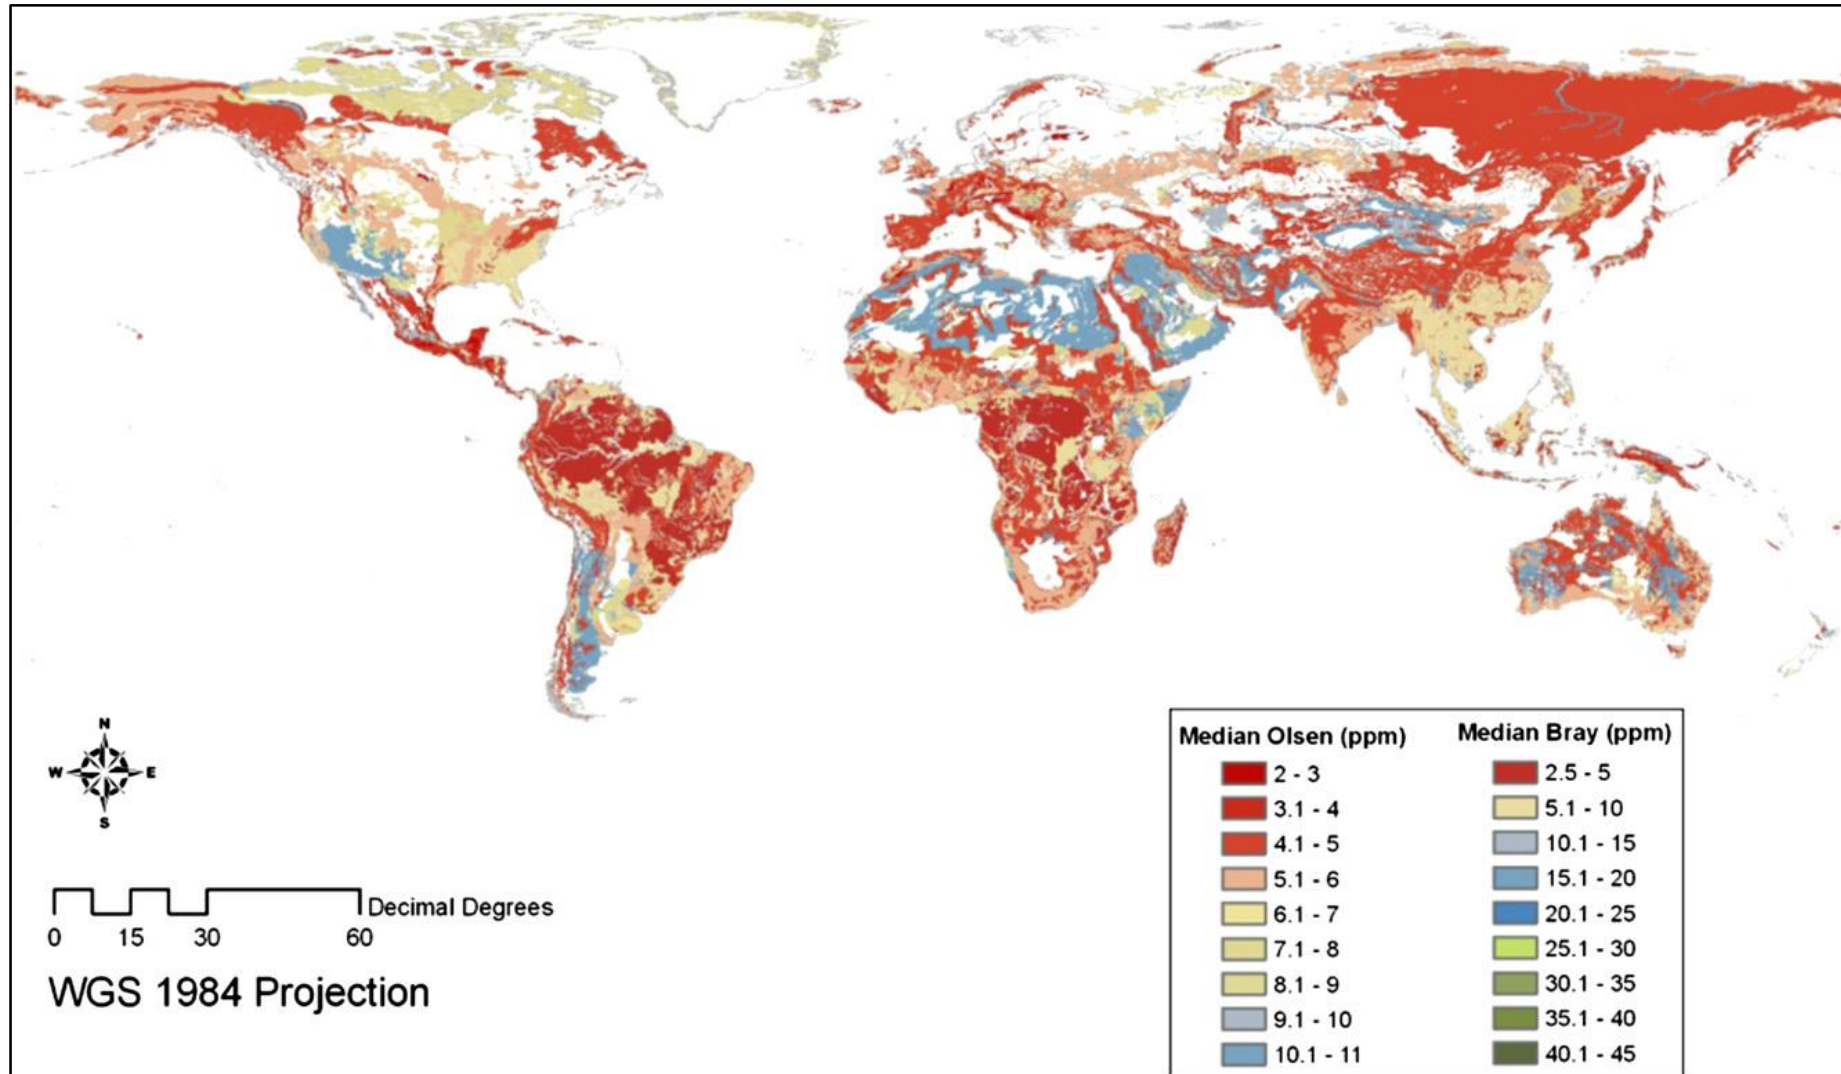 N
W E
S
0 15 30 60 Decimal Degrees
WGS 1984 Projection
Median Olsen (ppm)
2 - 3
3.1 - 4
4.1 - 5
5.1 - 6
6.1 - 7
7.1 - 8
8.1 - 9
9.1 - 10
10.1 - 11
Median Bray (ppm)
2.5 - 5
5.1 - 10
10.1 - 15
15.1 - 20
20.1 - 25
25.1 - 30
30.1 - 35
35.1 - 40
40.1 - 45